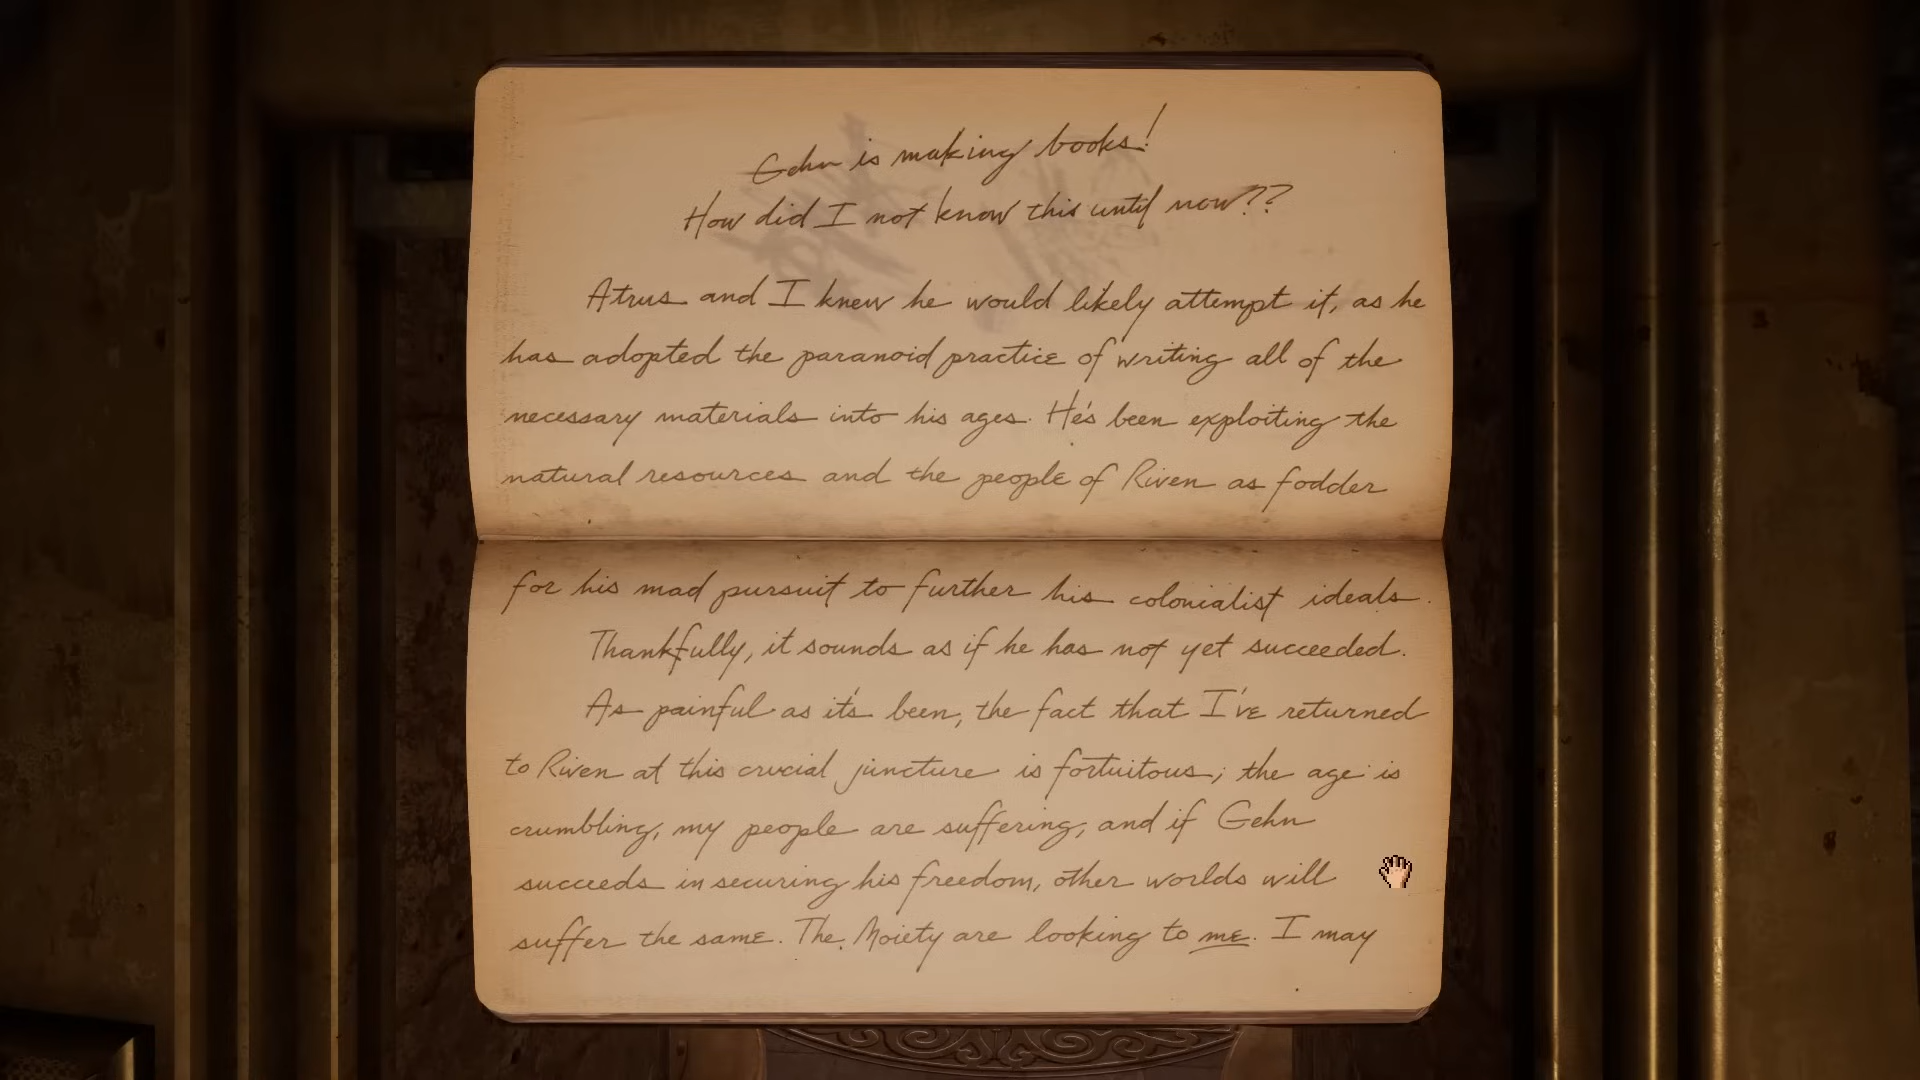 Gehn is making books!
How did I not know this until now??
Atrus and I knew he would likely attempt it, as he
has adopted the paranoid practice of writing all of the
necessary materials into his ages. He's been exploiting the
natural resources and the people of Riven as fodder
for his mad pursuit to further his colonialist ideals.
Thankfully, it sounds as if he has not yet succeeded.
As painful as it's been, the fact that I've returned
to Riven at this crucial juncture is fortuitous; the age is
crumbling, my people are suffering, and if Gehn
succeeds in securing his freedom, other worlds will
suffer the same. The Moiety are looking to me. I may